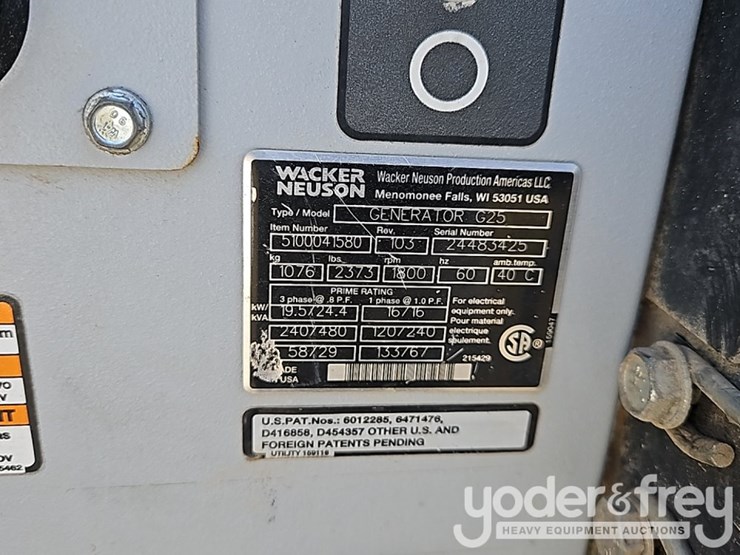 WACKER
NEUSON
Wacker Neuson Production Americas LLC
Menomonee Falls, WI 53051 USA
Type / Model GENERATOR G25
Item Number Rev. Serial Number
5100041580 103 24483425
kg lbs rpm hz amb.temp.
1076 2373 1800 60 40 C
PRIME RATING
3 phase @ .8 P.F. 1 phase @ 1.0 P.F.
kW/ kVA 19.5/24.4 16/16
240/480 120/240
58/29 133/67
For electrical
equipment only.
Pour material
electrique
seulement.
215429
159041
USA
U.S.PAT.Nos.: 6012285, 6471476,
D416858, D454357 OTHER U.S. AND
FOREIGN PATENTS PENDING
yoder&frey
HEAVY EQUIPMENT AUCTIONS